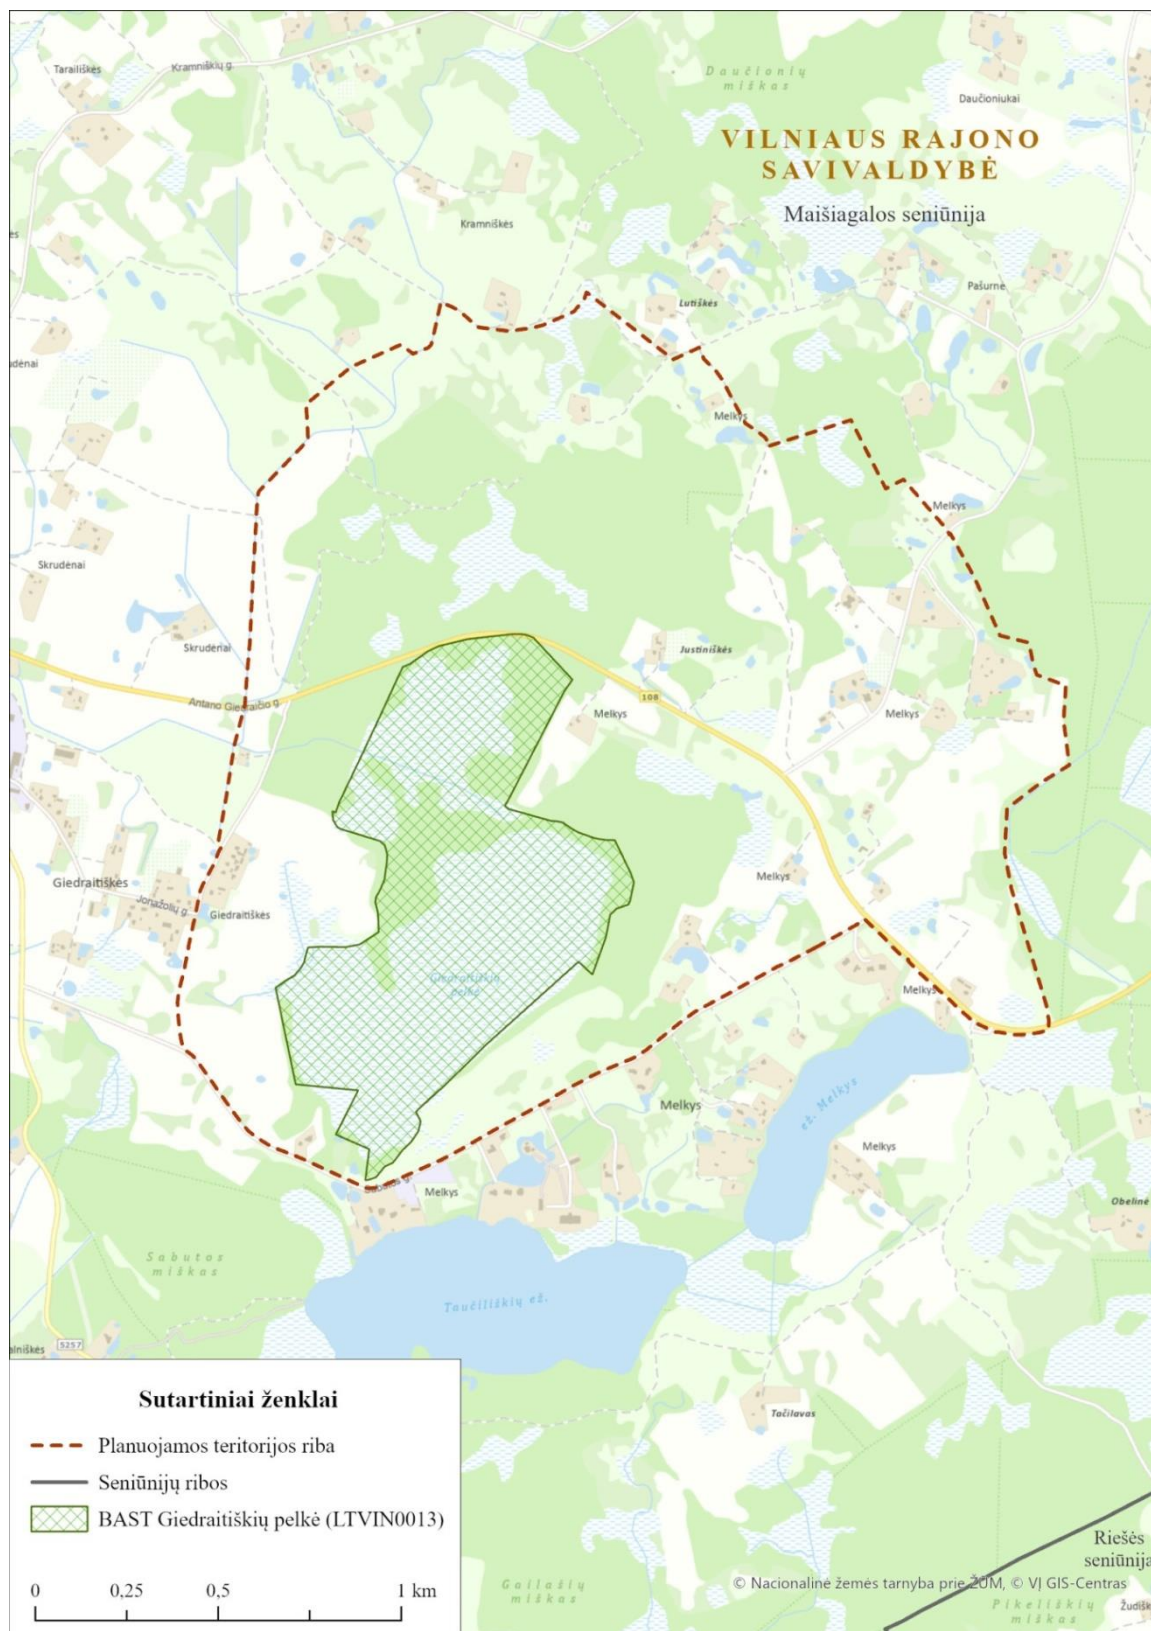 Tarailiškės
Kramniškių g.
Daučionių
miškas
Daučioniukai
VILNIAUS RAJONO
SAVIVALDYBĖ
Maišiagalos seniūnija
Kramniškės
Pašurnė
Lutiškės
Melkys
Melkys
Skrudėnai
Skrudėnai
Justiniškės
108
Antano Giedraičio g.
Melkys
Melkys
Melkys
Giedraitiškės
Jonažolių g.
Giedraitiškės
Giedraitiškio
pelkė
Melkys
ež. Melkys
Melkys
Melkys
Sabutos g.
Melkys
Obelinė
Sabutos
miškas
Taučiliškių ež.
5257
Tačilavas
Sutartiniai ženklai
Planuojamos teritorijos riba
Seniūnijų ribos
BAST Giedraitiškių pelkė (LTVIN0013)
0 0,25 0,5 1 km
Riešės
seniūnija
Gailašių
miškas
© Nacionalinė žemės tarnyba prie ŽŪM, © VĮ GIS-Centras
Pikeliškių
miškas